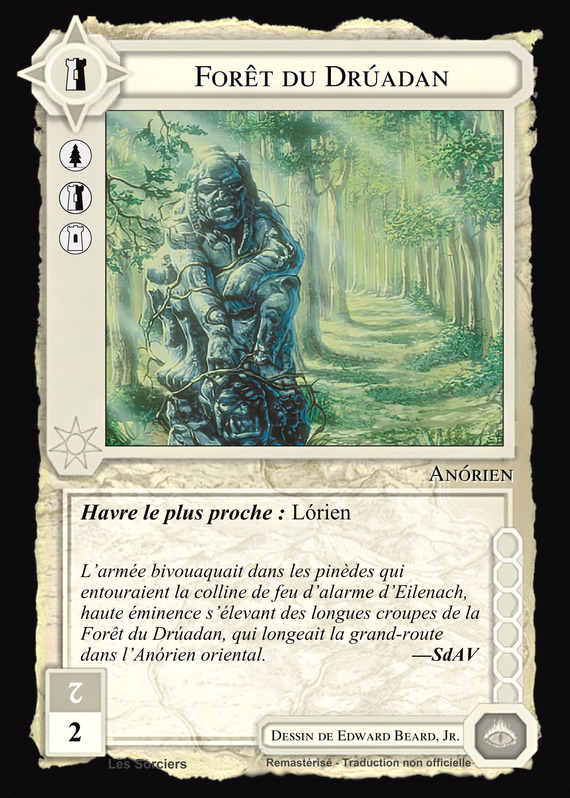 Forêt du Drúadan
Anórien
Havre le plus proche : Lórien
L’armée bivouaquait dans les pinèdes qui
entouraient la colline de feu d’alarme d’Eilenach,
haute éminence s’élevant des longues croupes de la
Forêt du Drúadan, qui longeait la grand-route
dans l’Anórien oriental. —SdAV
2
2
Dessin de Edward Beard, Jr.
Les Sorciers
Remastérisé - Traduction non officielle